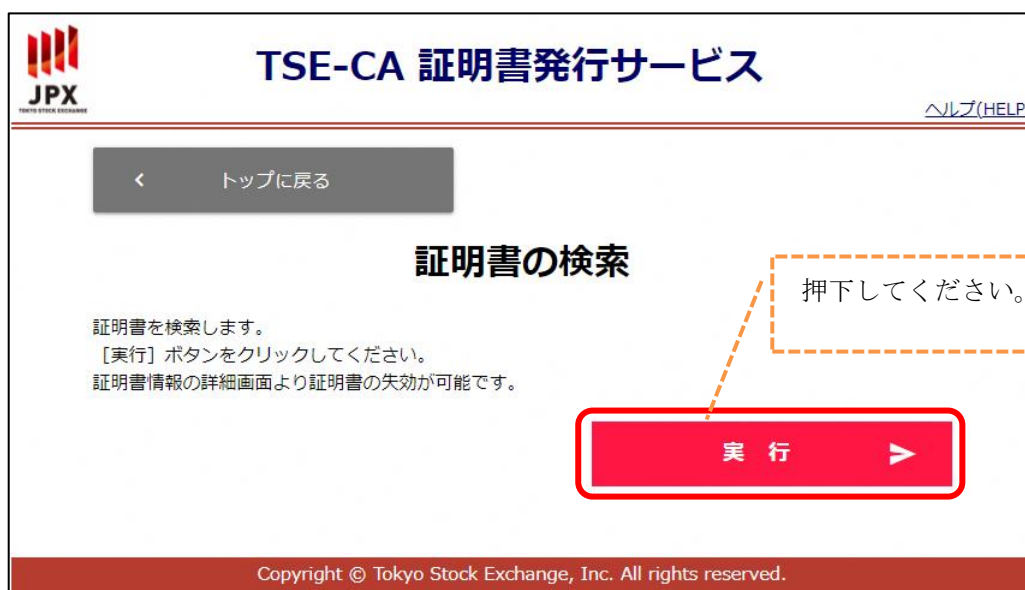 JPX
TOKYO STOCK EXCHANGE
TSE-CA 証明書発行サービス
ヘルプ(HELP
トップに戻る
証明書の検索
押下してください。
証明書を検索します。
[実行] ボタンをクリックしてください。
証明書情報の詳細画面より証明書の失効が可能です。
実 行
Copyright © Tokyo Stock Exchange, Inc. All rights reserved.